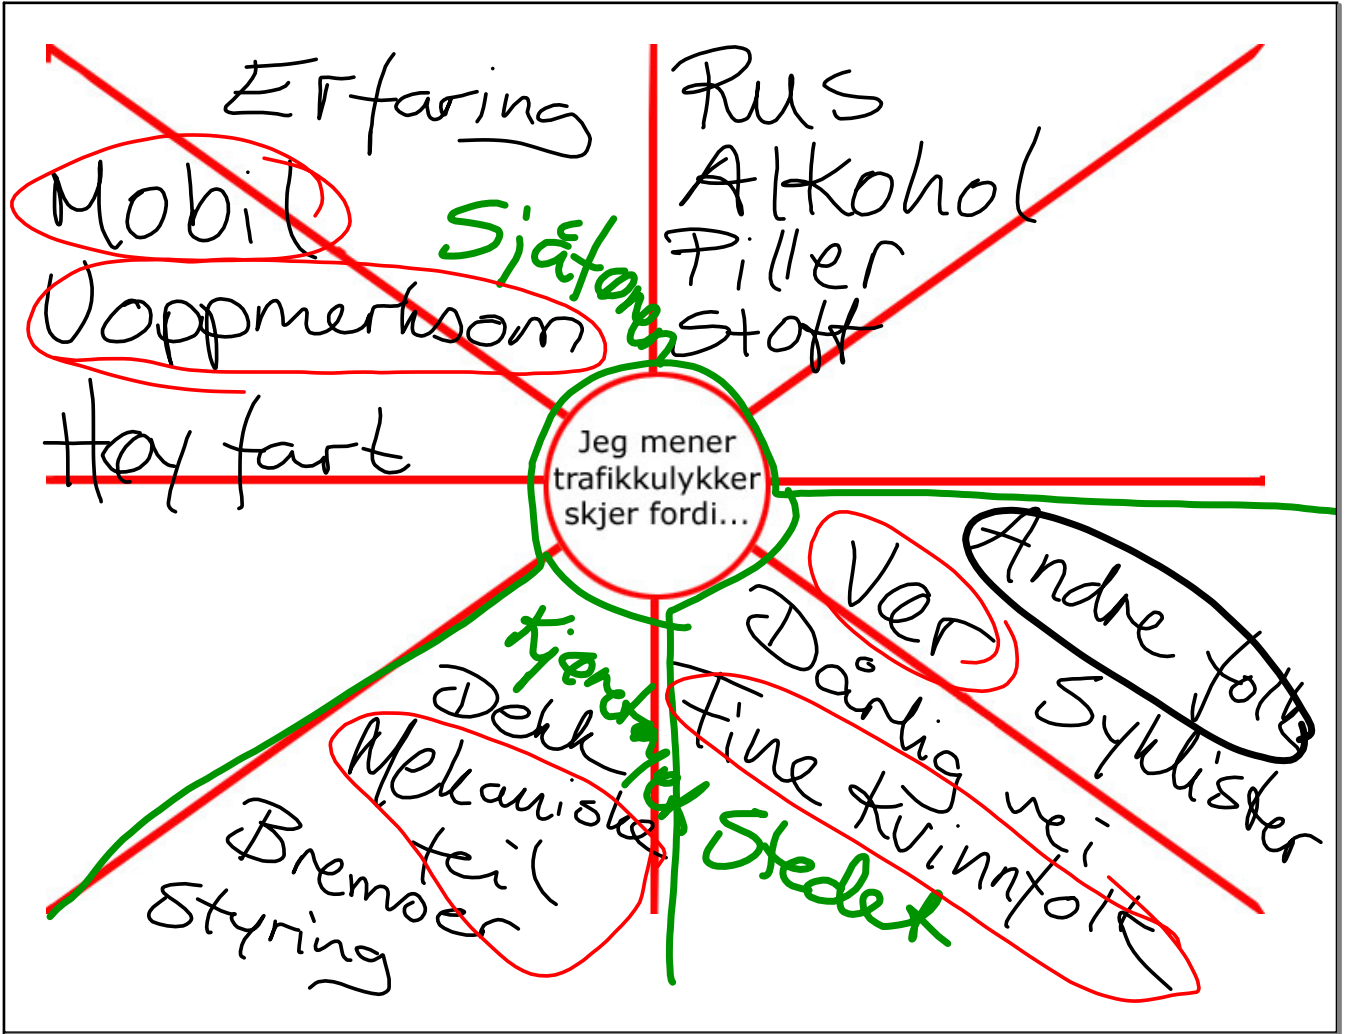 Erfaring
Mobil
Uoppmerksom
Høy fart
Sjåføren
Rus
Alkohol
Piller
Stoff
Jeg mener
trafikkulykker
skjer fordi...
Vær
Andre folk
Syklister
Dårlig vei
Fine kvinnfolk
Stedet
Kjøretøyet
Dekk
Mekaniske
feil
Bremser
Styring